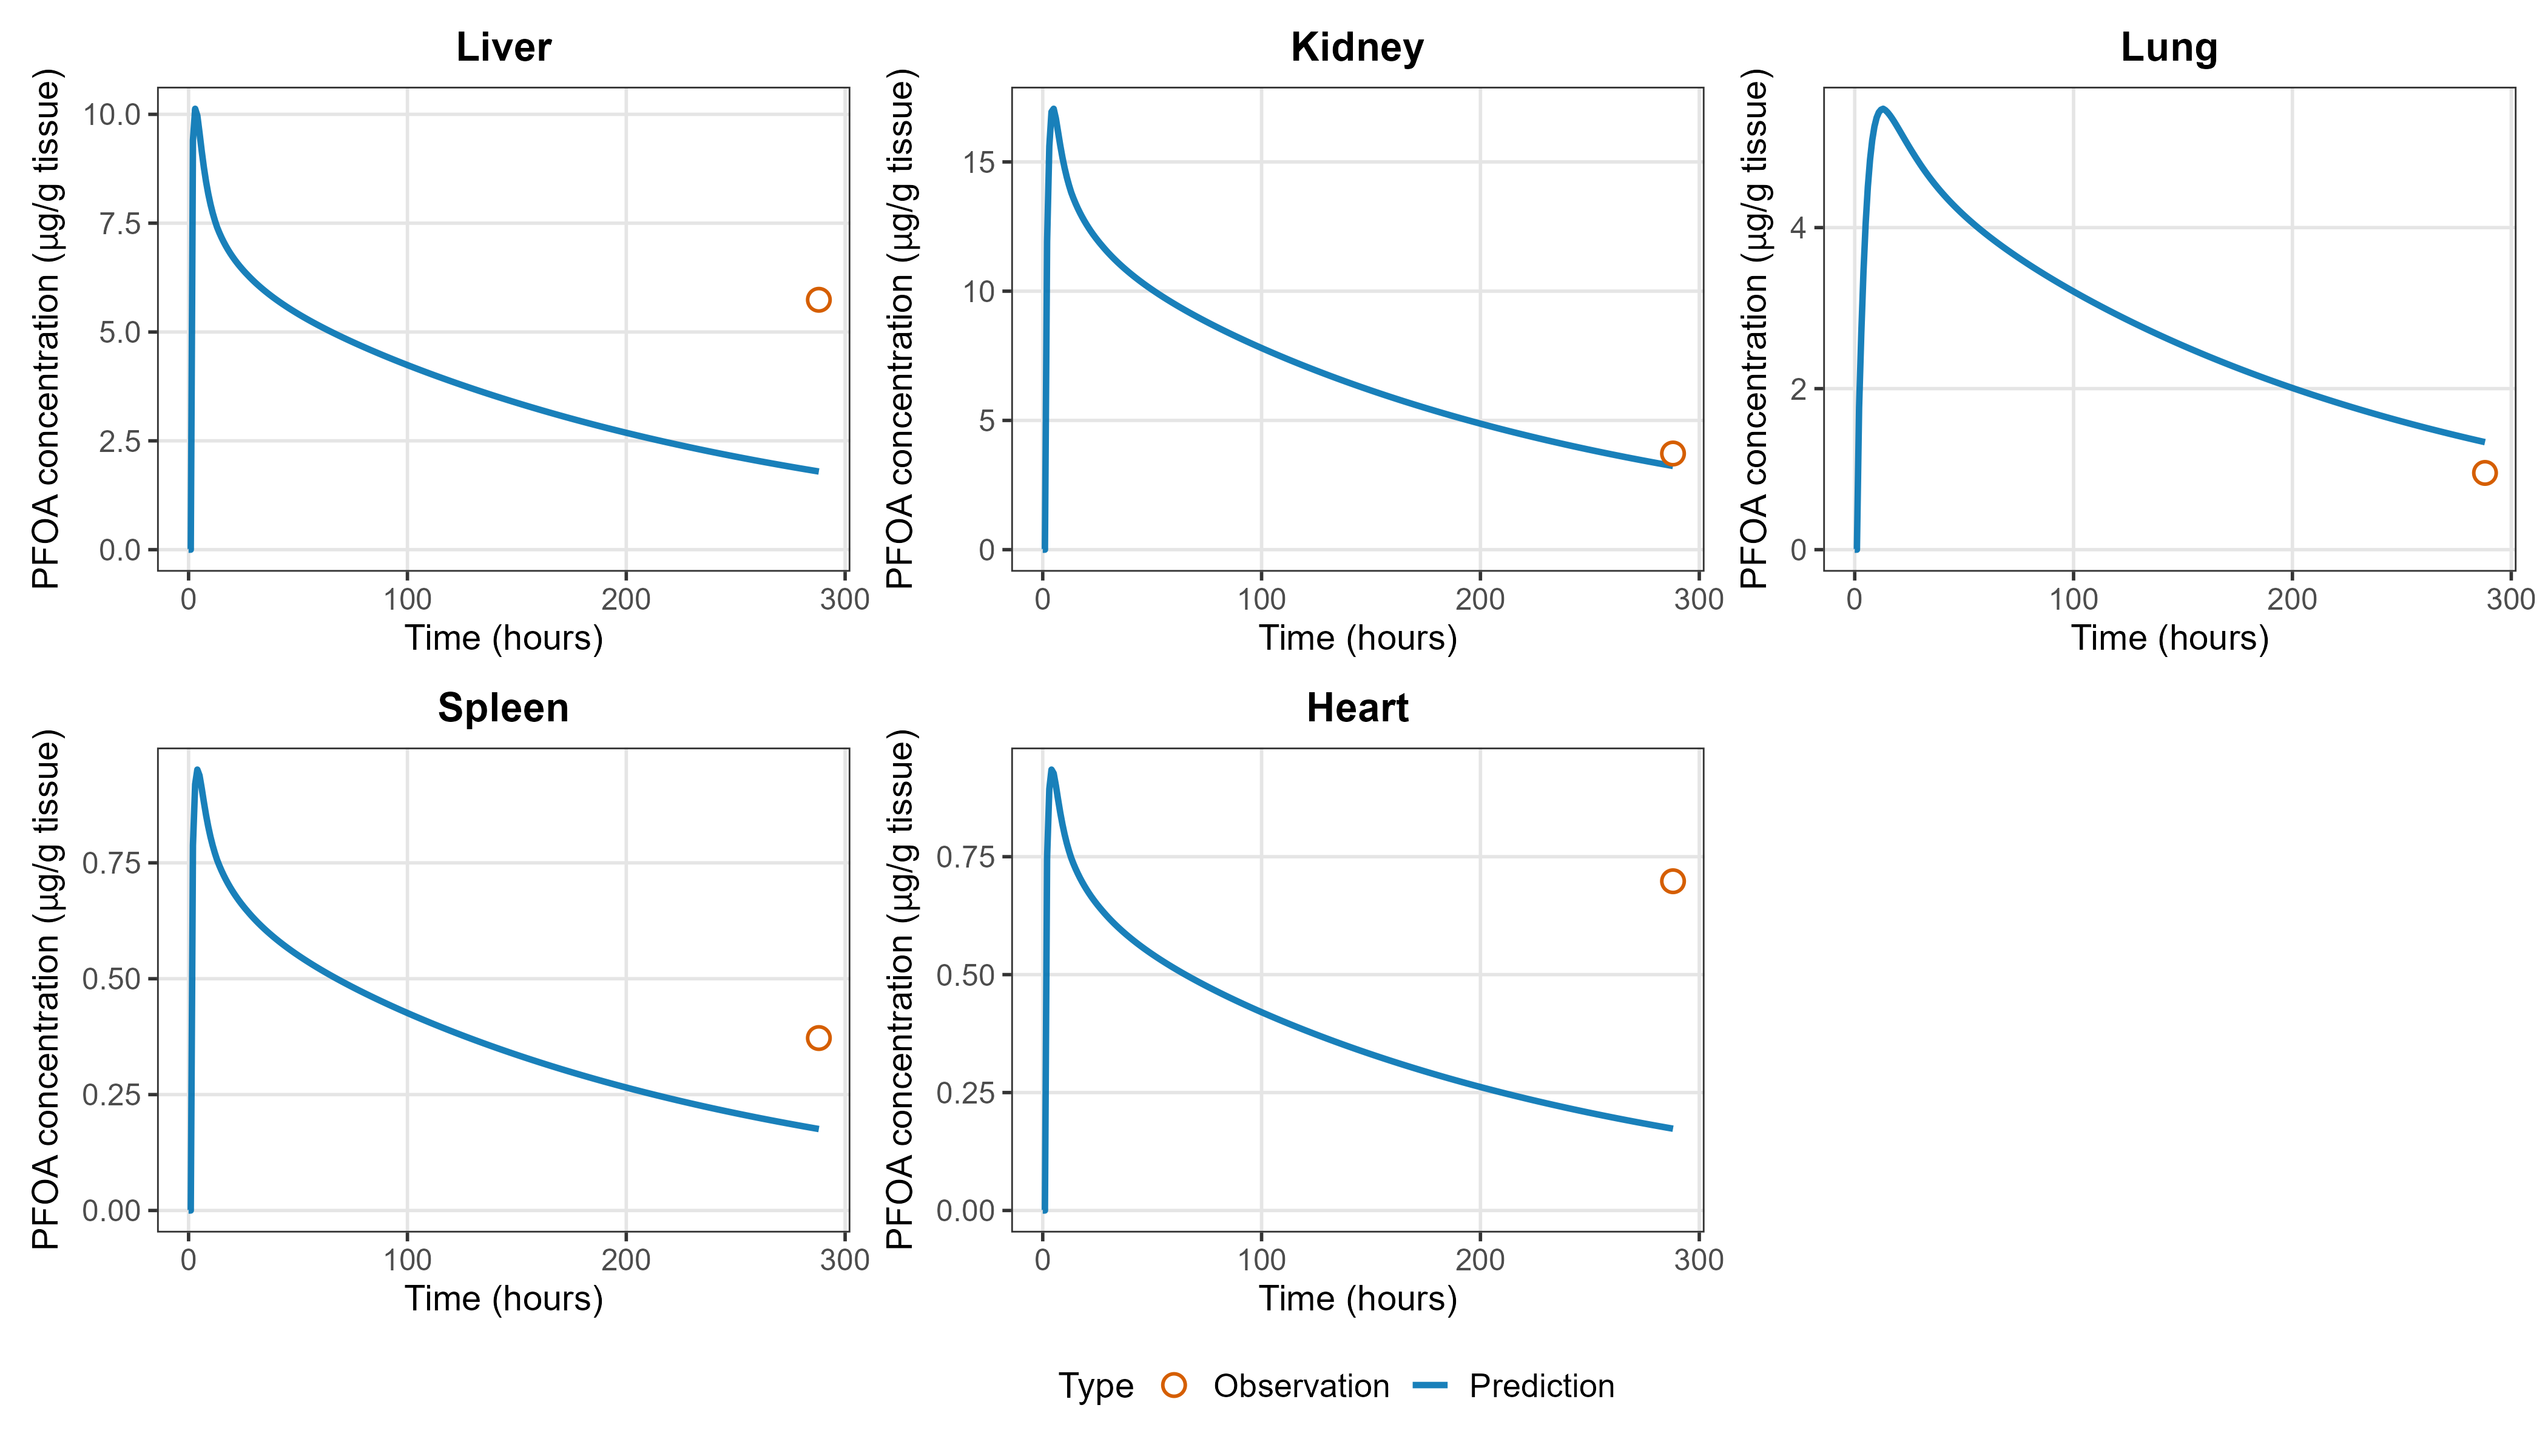 Liver
PFOA concentration (µg/g tissue)
10.0
7.5
5.0
2.5
0.0
0 100 200 300
Time (hours)
Kidney
PFOA concentration (µg/g tissue)
15
10
5
0
0 100 200 300
Time (hours)
Lung
PFOA concentration (µg/g tissue)
4
2
0
0 100 200 300
Time (hours)
Spleen
PFOA concentration (µg/g tissue)
0.75
0.50
0.25
0.00
0 100 200 300
Time (hours)
Heart
PFOA concentration (µg/g tissue)
0.75
0.50
0.25
0.00
0 100 200 300
Time (hours)
Type Observation Prediction